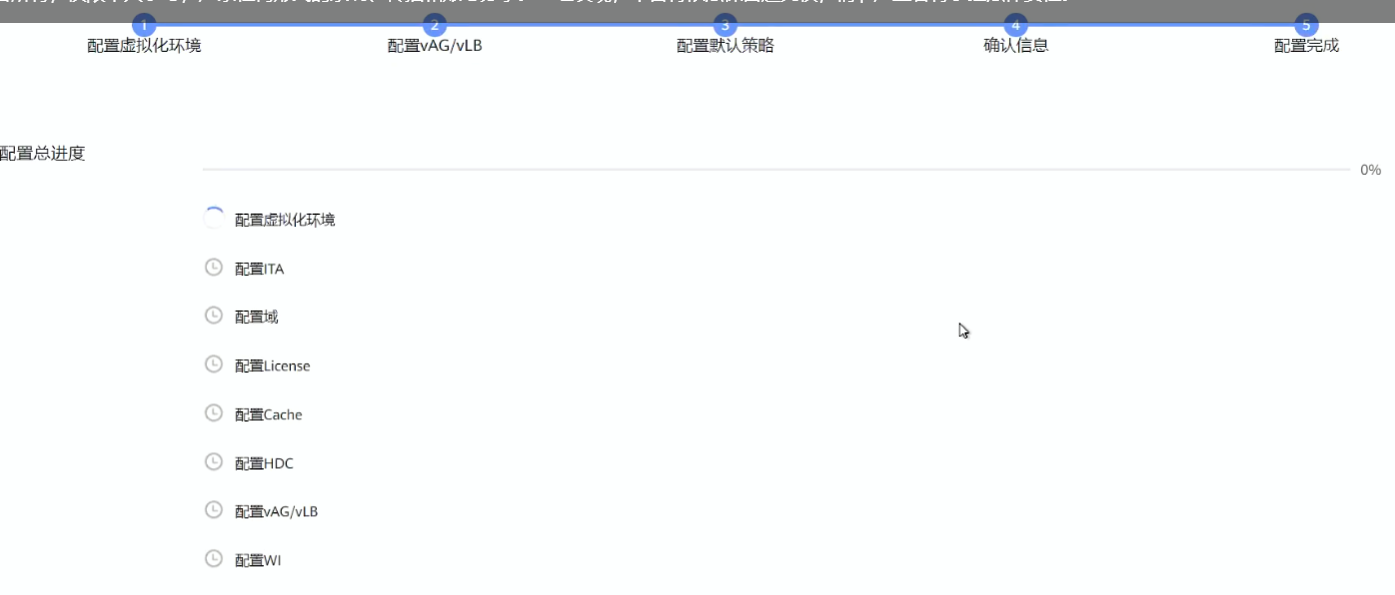 1 2 3 4 5
配置虚拟化环境 配置vAG/vLB 配置默认策略 确认信息 配置完成
配置总进度
0%
配置虚拟化环境
配置ITA
配置域
配置License
配置Cache
配置HDC
配置vAG/vLB
配置WI